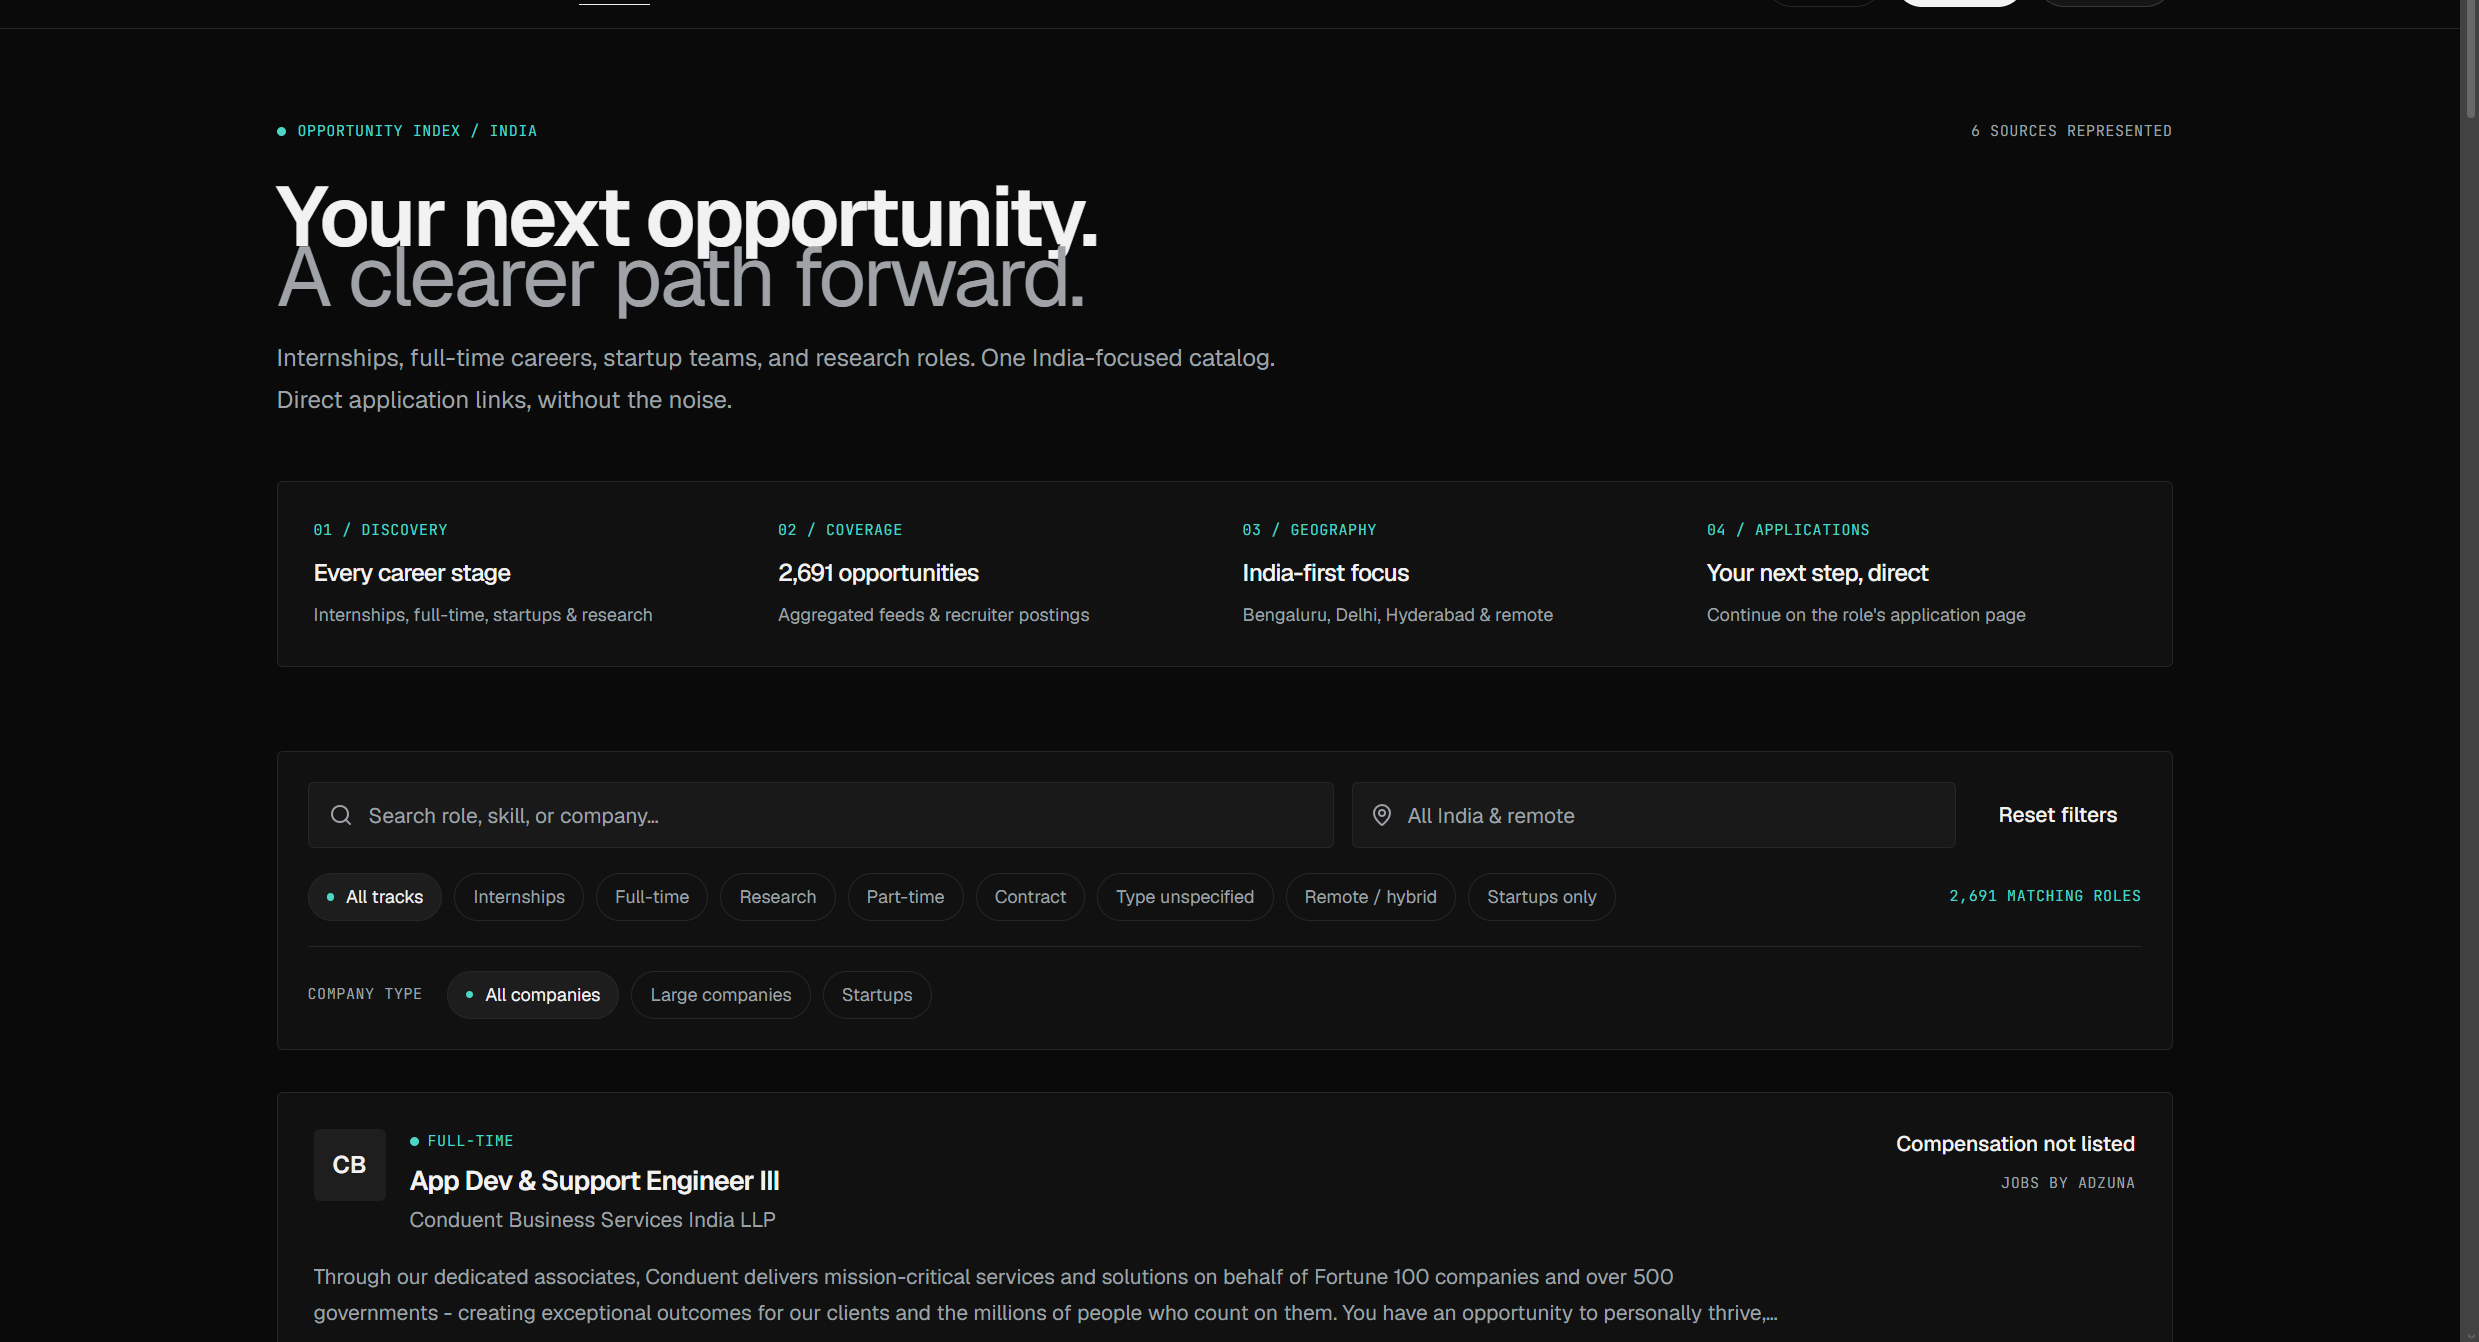 OPPORTUNITY INDEX / INDIA
6 SOURCES REPRESENTED
Your next opportunity.
A clearer path forward.
Internships, full-time careers, startup teams, and research roles. One India-focused catalog.
Direct application links, without the noise.
01 / DISCOVERY
Every career stage
Internships, full-time, startups & research
02 / COVERAGE
2,691 opportunities
Aggregated feeds & recruiter postings
03 / GEOGRAPHY
India-first focus
Bengaluru, Delhi, Hyderabad & remote
04 / APPLICATIONS
Your next step, direct
Continue on the role's application page
Search role, skill, or company...
All India & remote
Reset filters
All tracks
Internships
Full-time
Research
Part-time
Contract
Type unspecified
Remote / hybrid
Startups only
2,691 MATCHING ROLES
COMPANY TYPE
All companies
Large companies
Startups
CB
FULL-TIME
App Dev & Support Engineer III
Conduent Business Services India LLP
Compensation not listed
JOBS BY ADZUNA
Through our dedicated associates, Conduent delivers mission-critical services and solutions on behalf of Fortune 100 companies and over 500
governments - creating exceptional outcomes for our clients and the millions of people who count on them. You have an opportunity to personally thrive,...